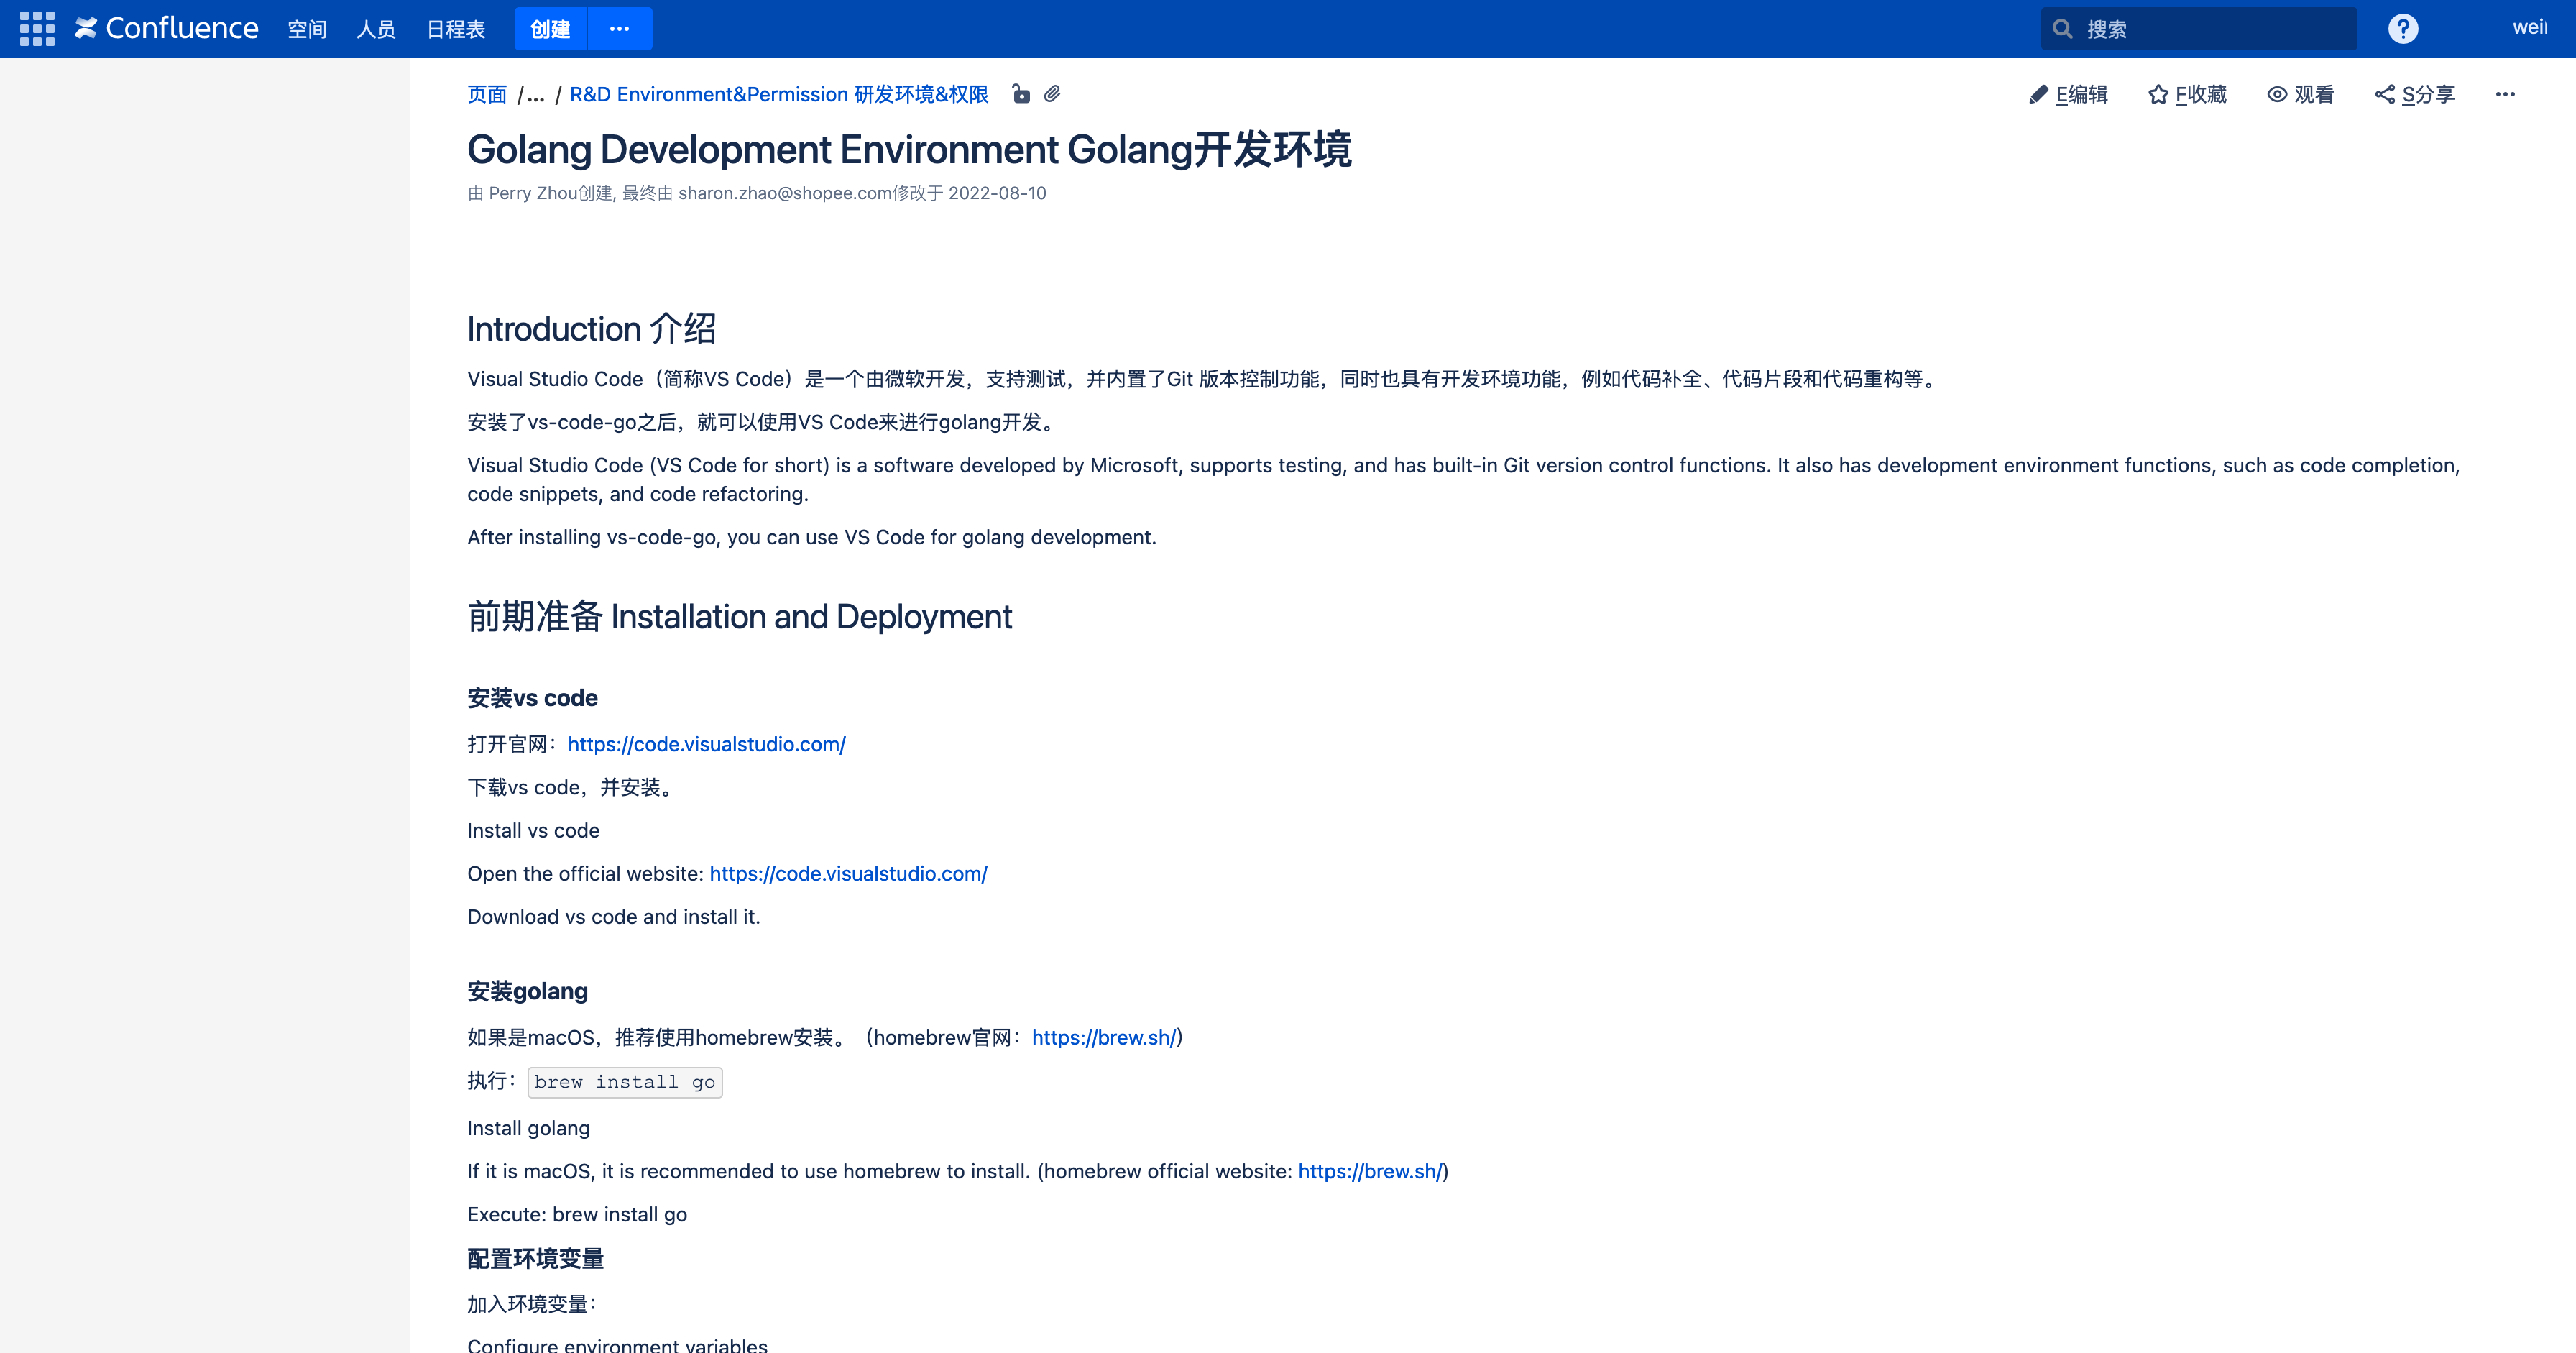 Confluence 空间 人员 日程表 创建 ··· 搜索
页面 /... / R&D Environment&Permission 研发环境&权限 E编辑 F收藏 观看 S分享 ···
Golang Development Environment Golang开发环境
由 Perry Zhou创建, 最终由 sharon.zhao@shopee.com修改于 2022-08-10
Introduction 介绍
Visual Studio Code（简称VS Code）是一个由微软开发，支持测试，并内置了Git 版本控制功能，同时也具有开发环境功能，例如代码补全、代码片段和代码重构等。
安装了vs-code-go之后，就可以使用VS Code来进行golang开发。
Visual Studio Code (VS Code for short) is a software developed by Microsoft, supports testing, and has built-in Git version control functions. It also has development environment functions, such as code completion,
code snippets, and code refactoring.
After installing vs-code-go, you can use VS Code for golang development.
前期准备 Installation and Deployment
安装vs code
打开官网：https://code.visualstudio.com/
下载vs code，并安装。
Install vs code
Open the official website: https://code.visualstudio.com/
Download vs code and install it.
安装golang
如果是macOS，推荐使用homebrew安装。（homebrew官网：https://brew.sh/）
执行：brew install go
Install golang
If it is macOS, it is recommended to use homebrew to install. (homebrew official website: https://brew.sh/)
Execute: brew install go
配置环境变量
加入环境变量：
Configure environment variables